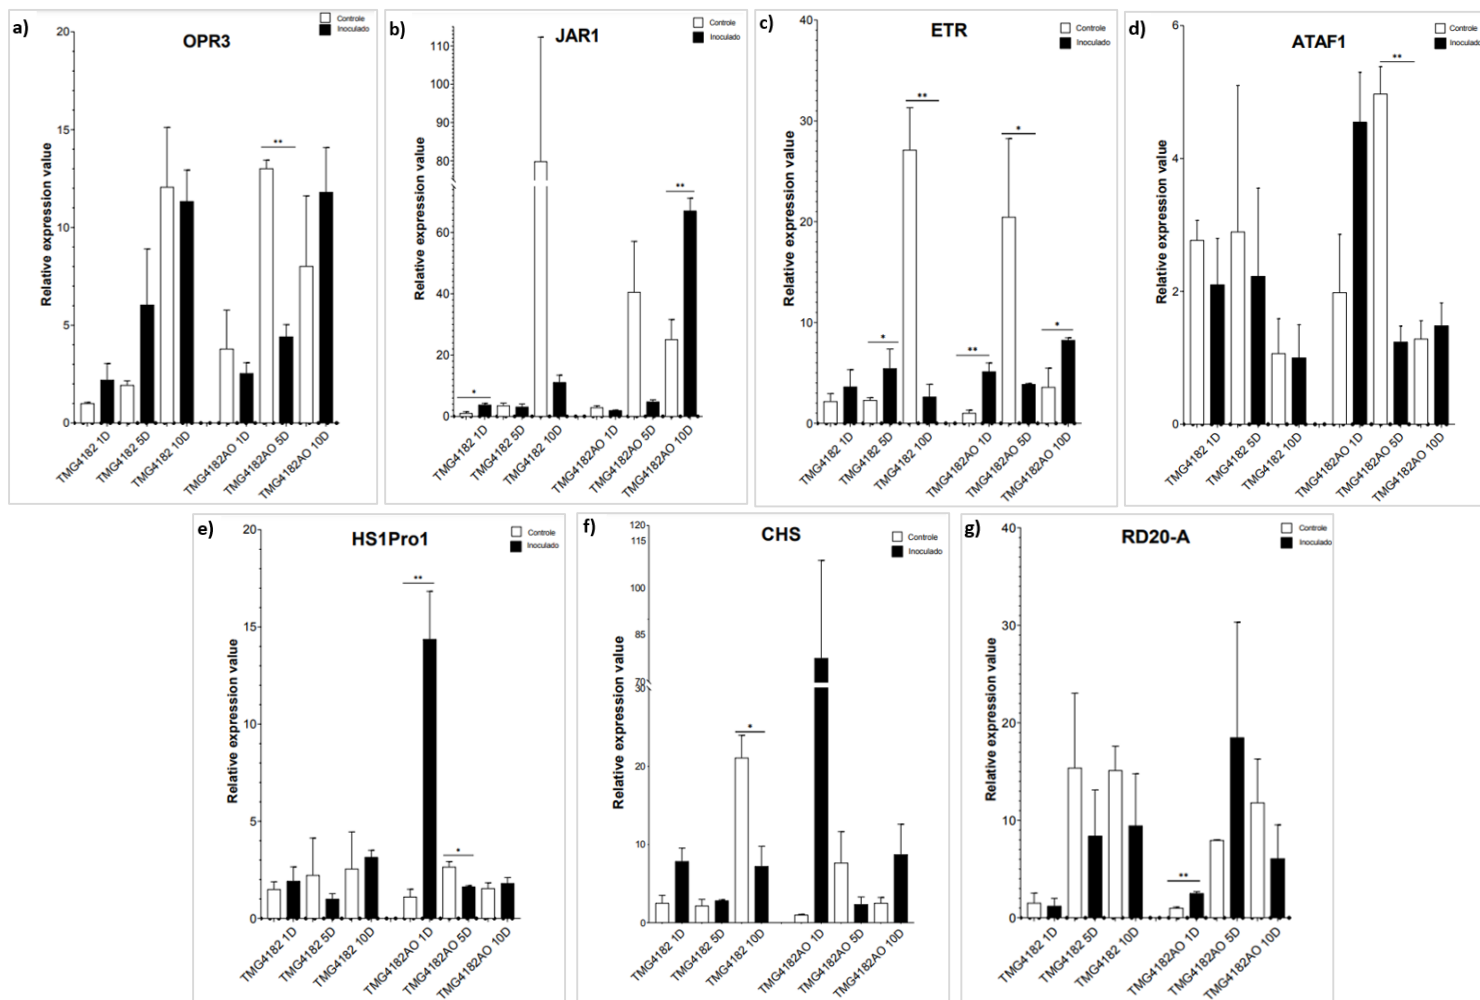 a)
OPR3
Controle
Inoculado
Relative expression value
20
15
10
5
0
**
TMG4182 1D
TMG4182 5D
TMG4182 10D
TMG4182AO 1D
TMG4182AO 5D
TMG4182AO 10D
b)
JAR1
Controle
Inoculado
Relative expression value
110
100
90
80
60
40
20
0
*
**
TMG4182 1D
TMG4182 5D
TMG4182 10D
TMG4182AO 1D
TMG4182AO 5D
TMG4182AO 10D
c)
ETR
Controle
Inoculado
Relative expression value
40
30
20
10
0
*
**
**
*
*
TMG4182 1D
TMG4182 5D
TMG4182 10D
TMG4182AO 1D
TMG4182AO 5D
TMG4182AO 10D
d)
ATAF1
Controle
Inoculado
Relative expression value
6
4
2
0
**
TMG4182 1D
TMG4182 5D
TMG4182 10D
TMG4182AO 1D
TMG4182AO 5D
TMG4182AO 10D
e)
HS1Pro1
Controle
Inoculado
Relative expression value
20
15
10
5
0
**
*
TMG4182 1D
TMG4182 5D
TMG4182 10D
TMG4182AO 1D
TMG4182AO 5D
TMG4182AO 10D
f)
CHS
Controle
Inoculado
Relative expression value
120
115
100
85
70
30
20
10
0
*
TMG4182 1D
TMG4182 5D
TMG4182 10D
TMG4182AO 1D
TMG4182AO 5D
TMG4182AO 10D
g)
RD20-A
Controle
Inoculado
Relative expression value
40
30
20
10
0
**
TMG4182 1D
TMG4182 5D
TMG4182 10D
TMG4182AO 1D
TMG4182AO 5D
TMG4182AO 10D